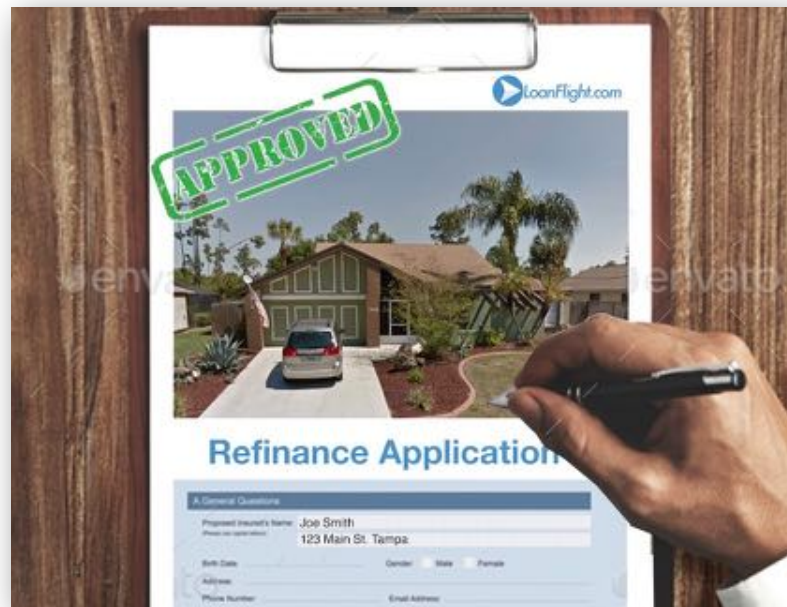 LoanFlight.com
APPROVED
envato
envato
Refinance Application
A General Questions
Proposed Insured's Name: Joe Smith
123 Main St. Tampa
Birth Date: Gender: Male Female
Address:
Phone Number: Email Address: